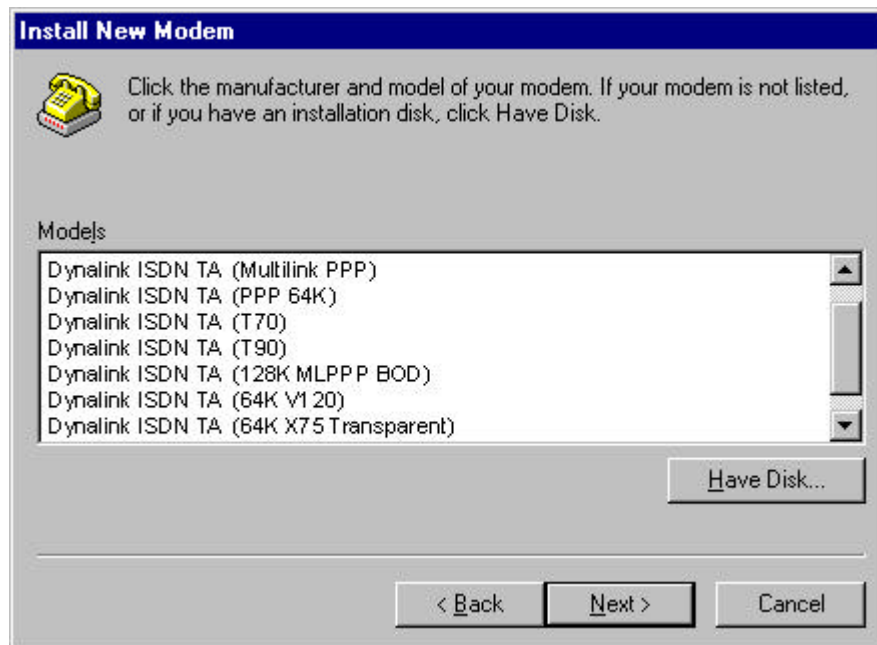 Install New Modem
Click the manufacturer and model of your modem. If your modem is not listed,
or if you have an installation disk, click Have Disk.
Models
Dynalink ISDN TA (Multilink PPP)
Dynalink ISDN TA (PPP 64K)
Dynalink ISDN TA (T70)
Dynalink ISDN TA (T90)
Dynalink ISDN TA (128K MLPPP BOD)
Dynalink ISDN TA (64K V120)
Dynalink ISDN TA (64K X75 Transparent)
Have Disk...
< Back Next > Cancel